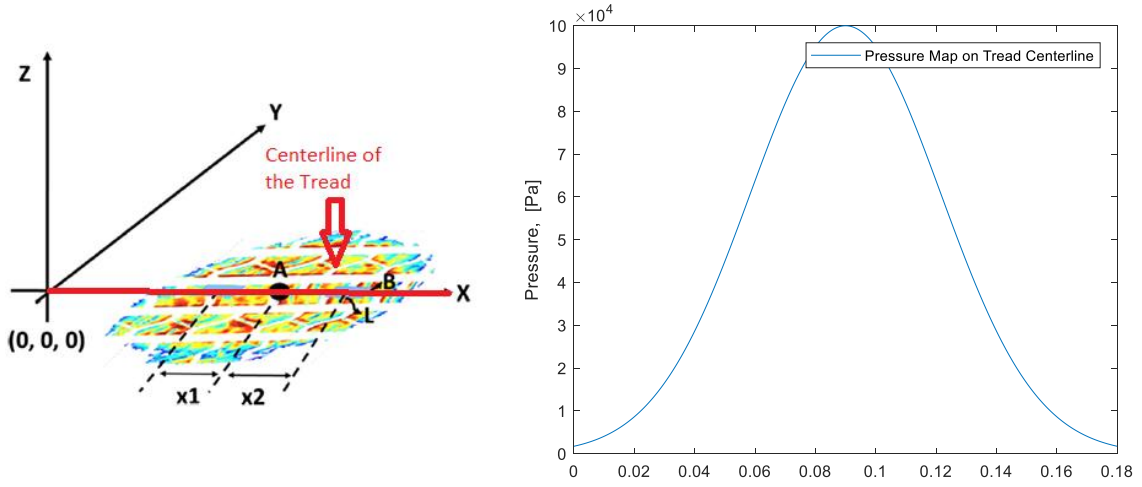 Z
Y
Centerline of
the Tread
A
B
X
L
(0, 0, 0)
x1
x2
×10⁴
Pressure Map on Tread Centerline
10
9
8
7
6
5
4
3
2
1
0
Pressure, [Pa]
0 0.02 0.04 0.06 0.08 0.1 0.12 0.14 0.16 0.18